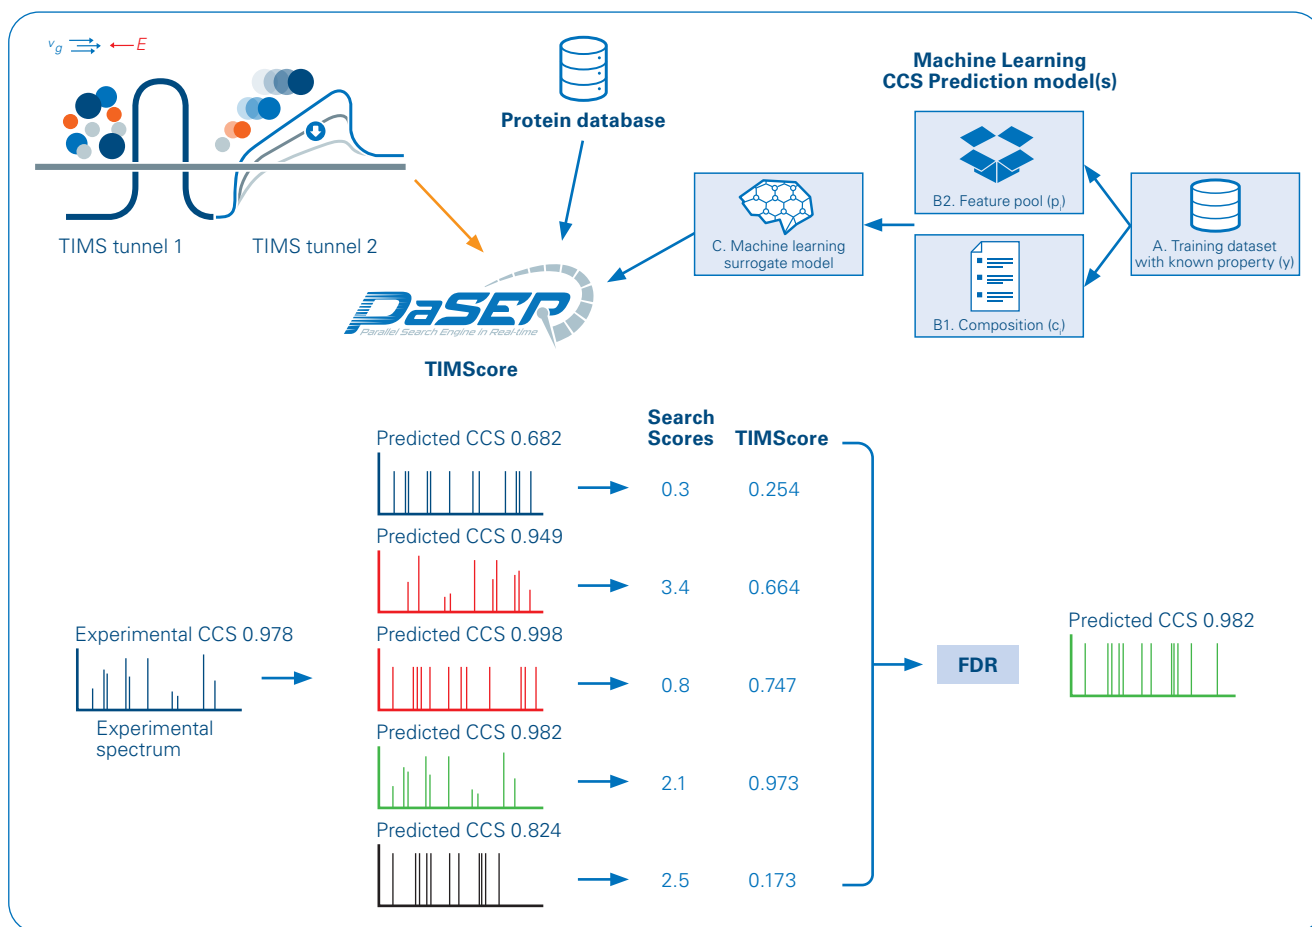 vg E
TIMS tunnel 1
TIMS tunnel 2
Protein database
Machine Learning
CCS Prediction model(s)
B2. Feature pool (pi)
A. Training dataset
with known property (y)
C. Machine learning
surrogate model
B1. Composition (ci)
PaSER
Parallel Search Engine in Real-time
TIMScore
Search
Scores
TIMScore
Predicted CCS 0.682
0.3 0.254
Predicted CCS 0.949
3.4 0.664
Experimental CCS 0.978
Experimental
spectrum
Predicted CCS 0.998
0.8 0.747
Predicted CCS 0.982
2.1 0.973
Predicted CCS 0.824
2.5 0.173
FDR
Predicted CCS 0.982